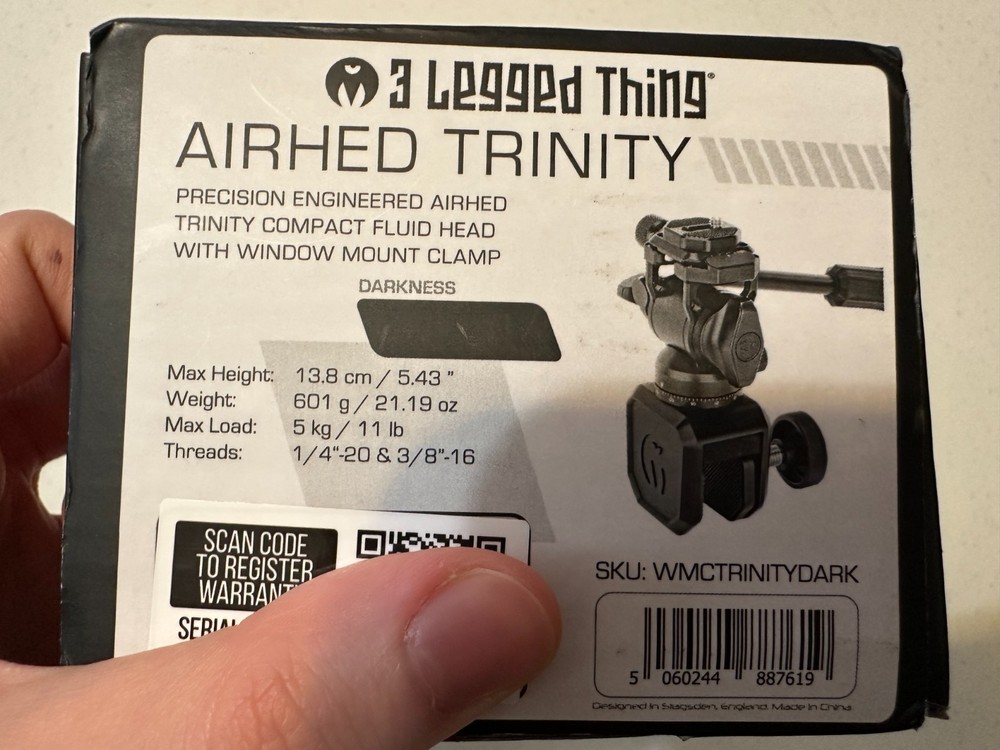 3 Legged Thing®
AIRHED TRINITY
PRECISION ENGINEERED AIRHED
TRINITY COMPACT FLUID HEAD
WITH WINDOW MOUNT CLAMP
DARKNESS
Max Height: 13.8 cm / 5.43 "
Weight: 601 g / 21.19 oz
Max Load: 5 kg / 11 lb
Threads: 1/4"-20 & 3/8"-16
SCAN CODE
TO REGISTER
SKU: WMCTRINITYDARK
5 060244 887619
Designed in Stagsden, England. Made in China